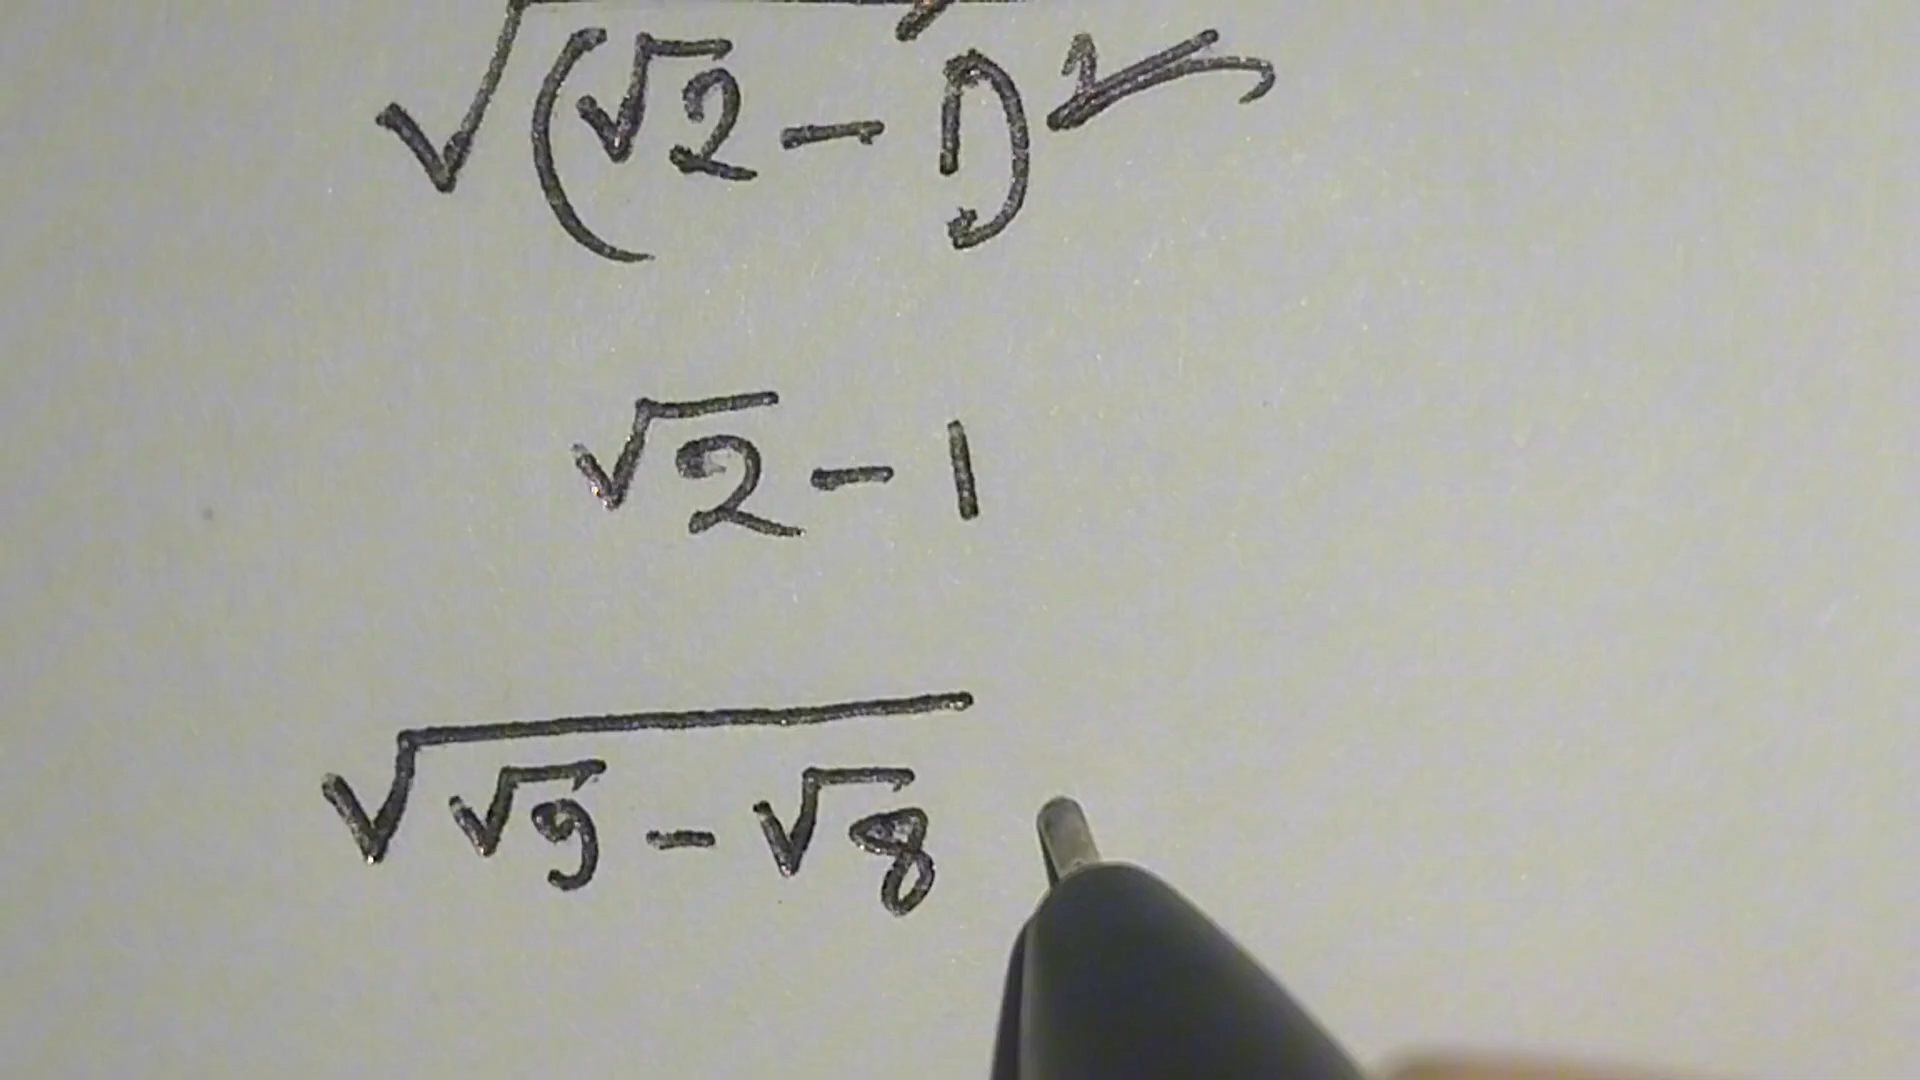 √(√2 - 1)²
√2 - 1
√(√9 - √8)